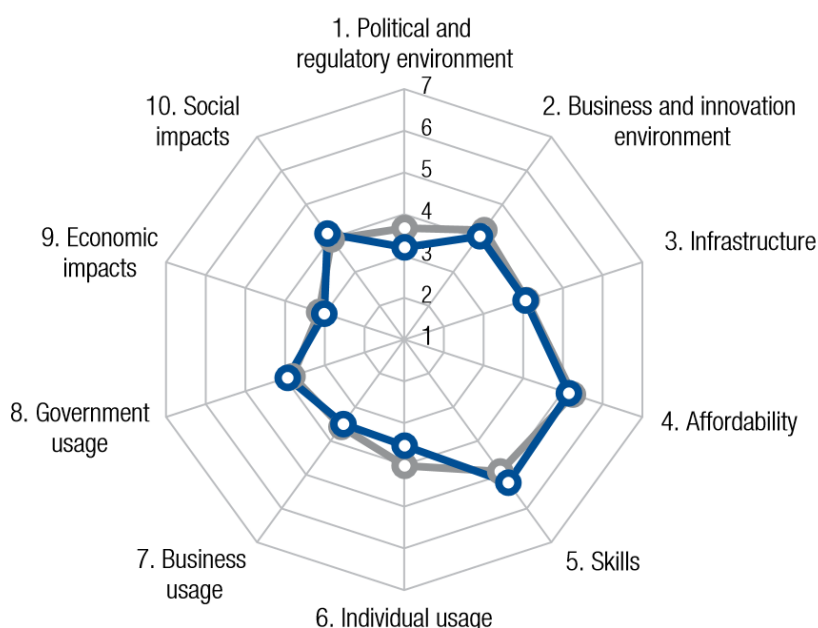 1. Political and
regulatory environment
7
6
5
4
3
2
1
2. Business and innovation
environment
3. Infrastructure
4. Affordability
5. Skills
6. Individual usage
7. Business
usage
8. Government
usage
9. Economic
impacts
10. Social
impacts